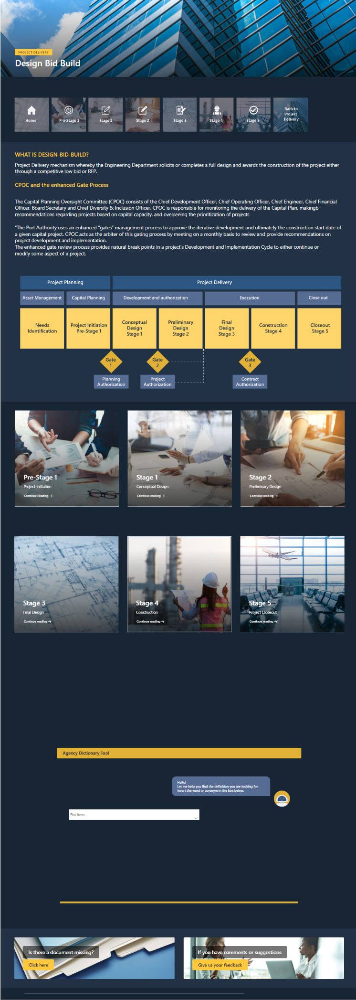 PROJECT DELIVERY
Design Bid Build
Home
Pre-Stage 1
Stage 1
Stage 2
Stage 3
Stage 4
Stage 5
Back to
Project
Delivery
WHAT IS DESIGN-BID-BUILD?
Project Delivery mechanism whereby the Engineering Department solicits or completes a full design and awards the construction of the project either
through a competitive low bid or RFP.
CPOC and the enhanced Gate Process
The Capital Planning Oversight Committee (CPOC) consists of the Chief Development Officer, Chief Operating Officer, Chief Engineer, Chief Financial
Officer, Board Secretary and Chief Diversity & Inclusion Officer. CPOC is responsible for monitoring the delivery of the Capital Plan, makingb
recommendations regarding projects based on capital capacity, and overseeing the prioritization of projects
"The Port Authority uses an enhanced "gates" management process to approve the iterative development and ultimately the construction start date of
a given capital project. CPOC acts as the arbiter of this gating process by meeting on a monthly basis to review and provide recommendations on
project development and implementation.
The enhanced gate review process provides natural break points in a project's Development and Implementation Cycle to either continue or
modify some aspect of a project.
Project Planning
Project Delivery
Asset Management
Capital Planning
Development and authorization
Execution
Close out
Needs
Identification
Project Initiation
Pre-Stage 1
Conceptual
Design
Stage 1
Preliminary
Design
Stage 2
Final
Design
Stage 3
Construction
Stage 4
Closeout
Stage 5
Gate
1
Gate
2
Gate
3
Planning
Authorization
Project
Authorization
Contract
Authorization
Pre-Stage 1
Project Initiation
Continue Reading →
Stage 1
Conceptual Design
Continue reading →
Stage 2
Preliminary Design
Continue reading →
Stage 3
Final Design
Continue reading →
Stage 4
Construction
Continue reading →
Stage 5
Project Closeout
Continue reading →
Agency Dictionary Tool
Hello!
Let me help you find the definition you are looking for.
Insert the word or acronym in the box below.
Find items
Is there a document missing?
Click here
If you have comments or suggestions
Give us your feedback